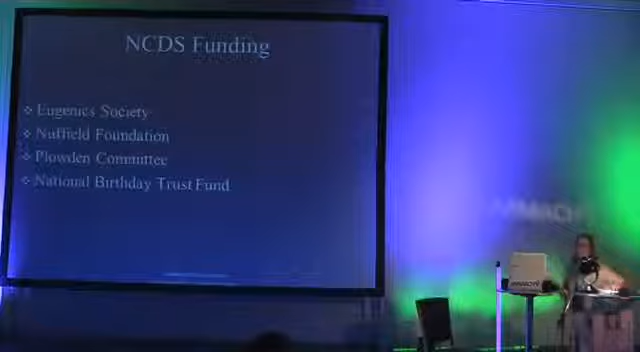 NCDS Funding
Eugenics Society
Nuffield Foundation
Plowden Committee
National Birthday Trust Fund